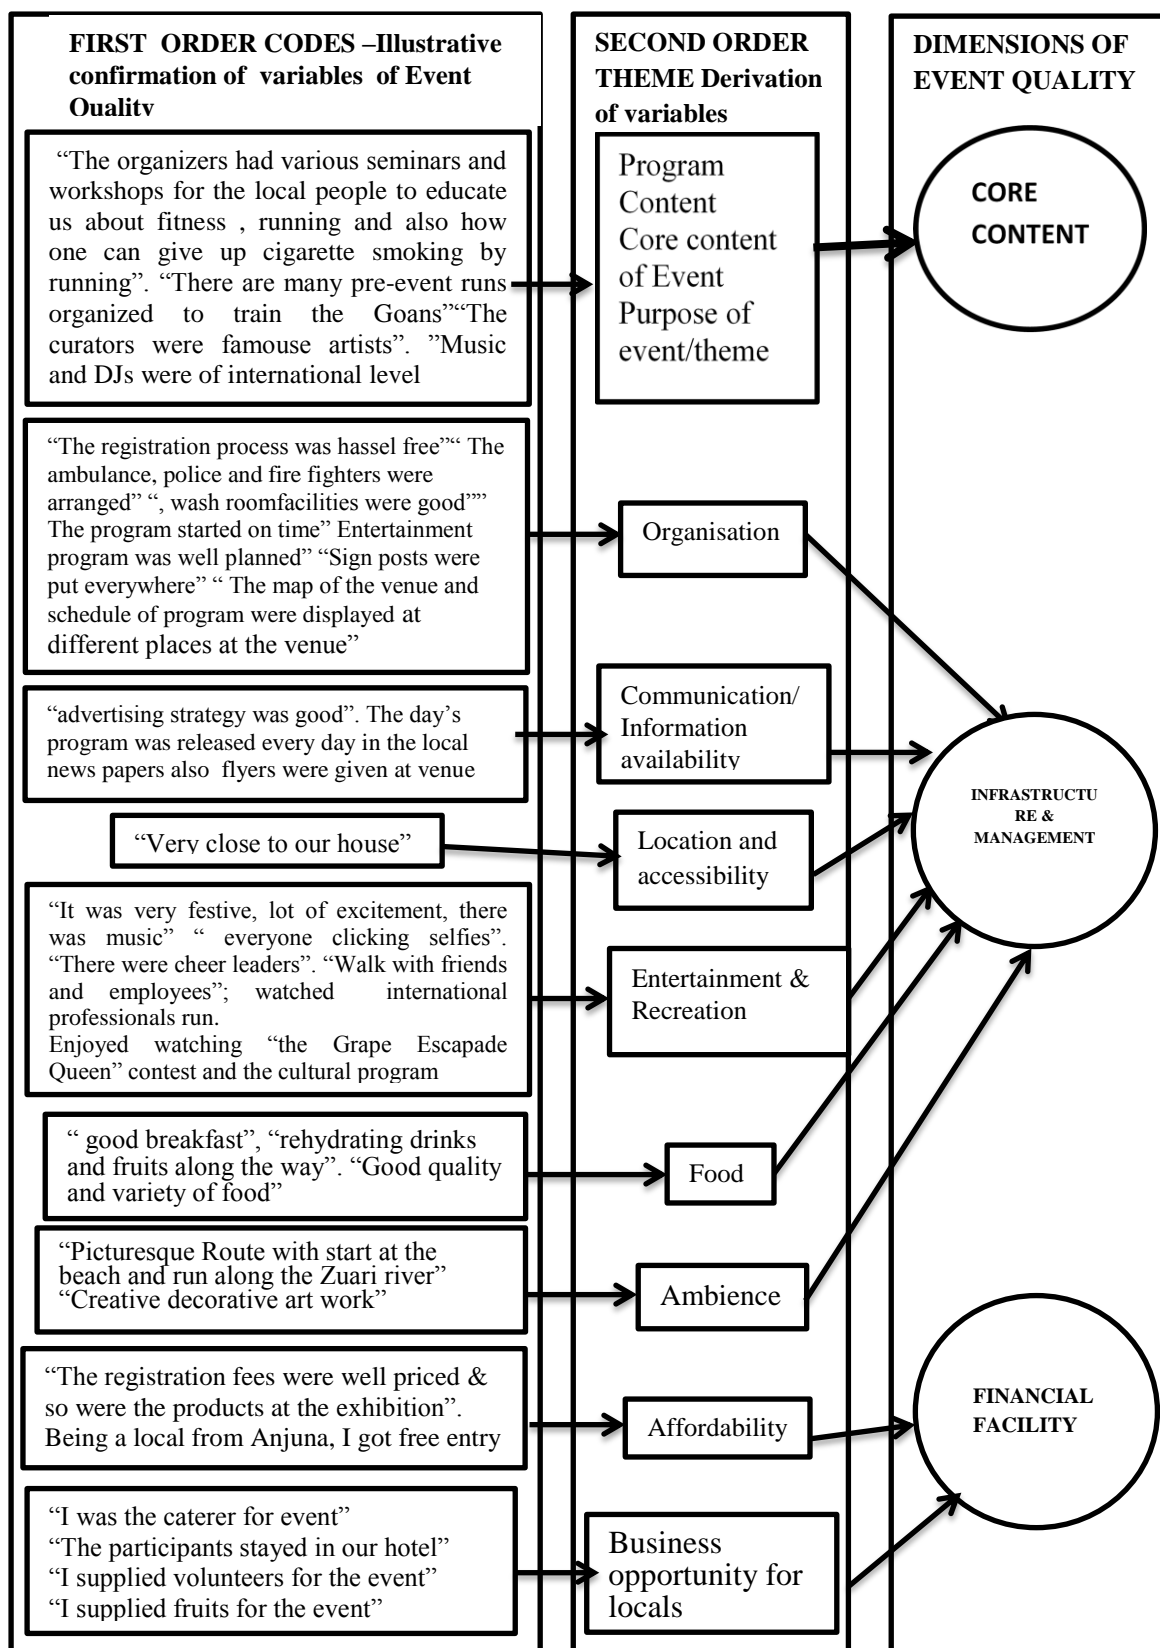 FIRST ORDER CODES –Illustrative
confirmation of variables of Event
Quality
“The organizers had various seminars and
workshops for the local people to educate
us about fitness , running and also how
one can give up cigarette smoking by
running”. “There are many pre-event runs
organized to train the Goans”“The
curators were famouse artists”. ”Music
and DJs were of international level
“The registration process was hassel free”“ The
ambulance, police and fire fighters were
arranged” “, wash roomfacilities were good””
The program started on time” Entertainment
program was well planned” “Sign posts were
put everywhere” “ The map of the venue and
schedule of program were displayed at
different places at the venue”
“advertising strategy was good”. The day’s
program was released every day in the local
news papers also flyers were given at venue
“Very close to our house”
“It was very festive, lot of excitement, there
was music” “ everyone clicking selfies”.
“There were cheer leaders”. “Walk with friends
and employees”; watched international
professionals run.
Enjoyed watching “the Grape Escapade
Queen” contest and the cultural program
“ good breakfast”, “rehydrating drinks
and fruits along the way”. “Good quality
and variety of food”
“Picturesque Route with start at the
beach and run along the Zuari river”
“Creative decorative art work”
“The registration fees were well priced &
so were the products at the exhibition”.
Being a local from Anjuna, I got free entry
“I was the caterer for event”
“The participants stayed in our hotel”
“I supplied volunteers for the event”
“I supplied fruits for the event”
SECOND ORDER
THEME Derivation
of variables
Program
Content
Core content
of Event
Purpose of
event/theme
Organisation
Communication/
Information
availability
Location and
accessibility
Entertainment &
Recreation
Food
Ambience
Affordability
Business
opportunity for
locals
DIMENSIONS OF
EVENT QUALITY
CORE
CONTENT
INFRASTRUCTU
RE &
MANAGEMENT
FINANCIAL
FACILITY